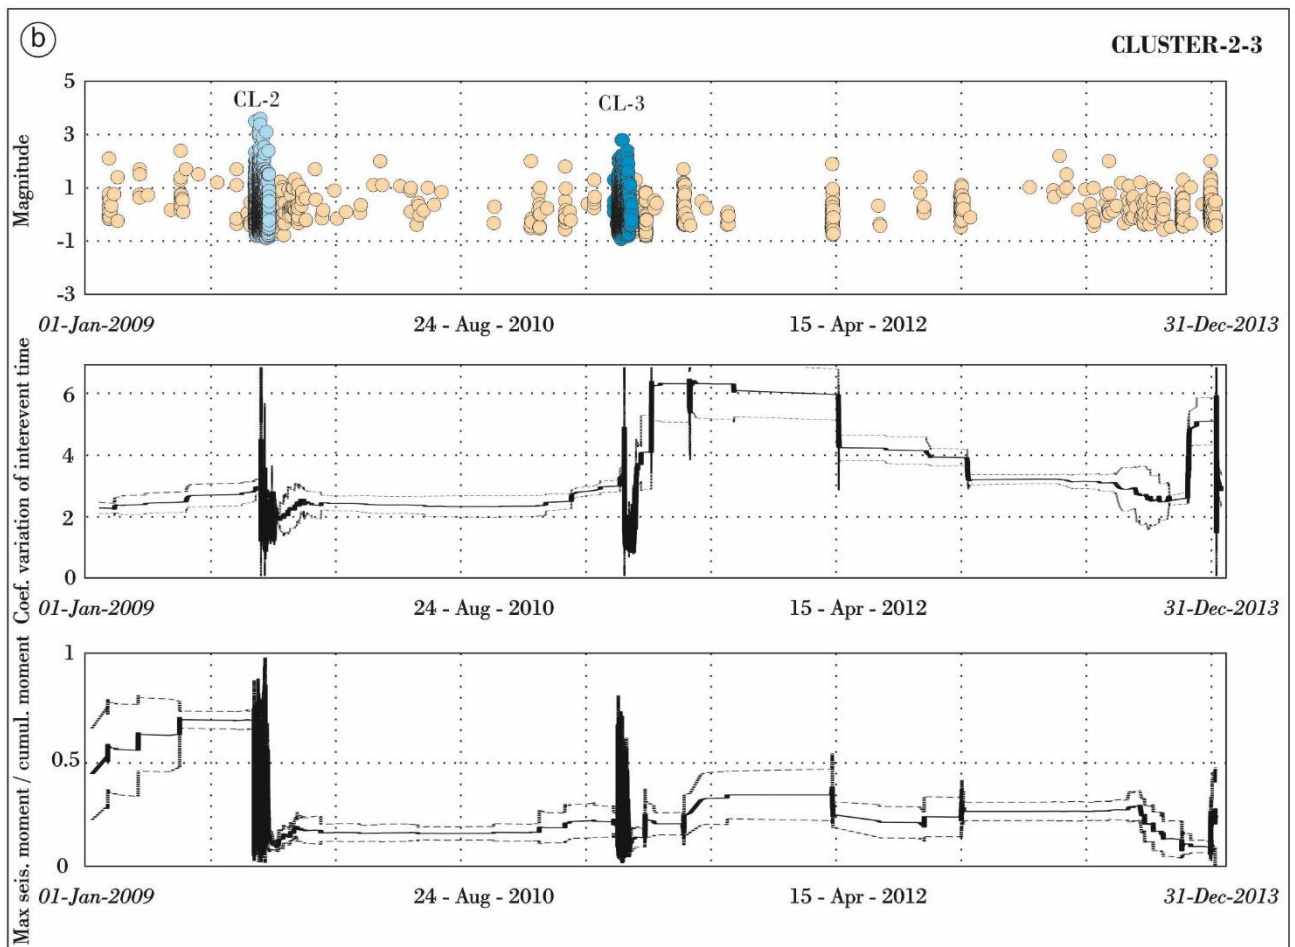 b
CLUSTER-2-3
Magnitude
5
3
1
-1
-3
CL-2
CL-3
01-Jan-2009
24 - Aug - 2010
15 - Apr - 2012
31-Dec-2013
Coef. variation of interevent time
6
4
2
0
01-Jan-2009
24 - Aug - 2010
15 - Apr - 2012
31-Dec-2013
Max seis. moment / cumul. moment
1
0.5
0
01-Jan-2009
24 - Aug - 2010
15 - Apr - 2012
31-Dec-2013